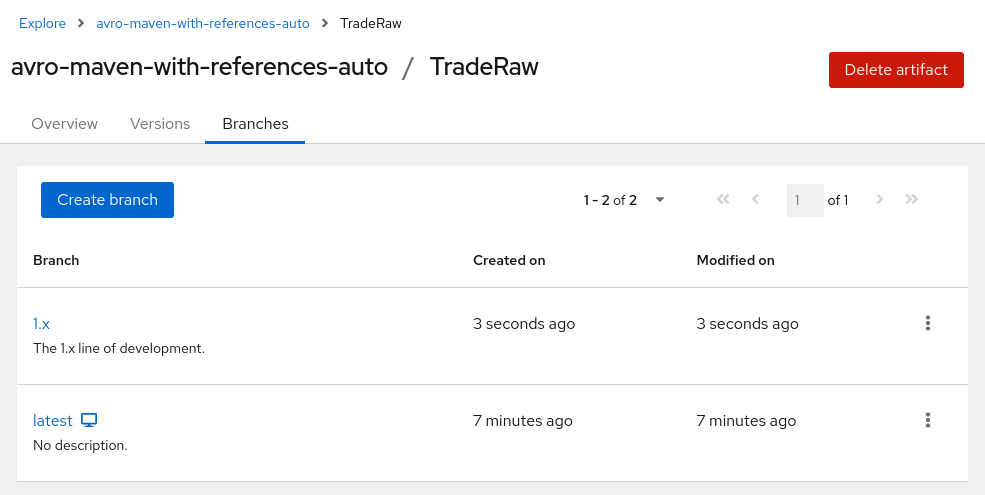 Explore > avro-maven-with-references-auto > TradeRaw
avro-maven-with-references-auto / TradeRaw
Delete artifact
Overview Versions Branches
Create branch 1 - 2 of 2 1 of 1
Branch Created on Modified on
1.x 3 seconds ago 3 seconds ago
The 1.x line of development.
latest 7 minutes ago 7 minutes ago
No description.